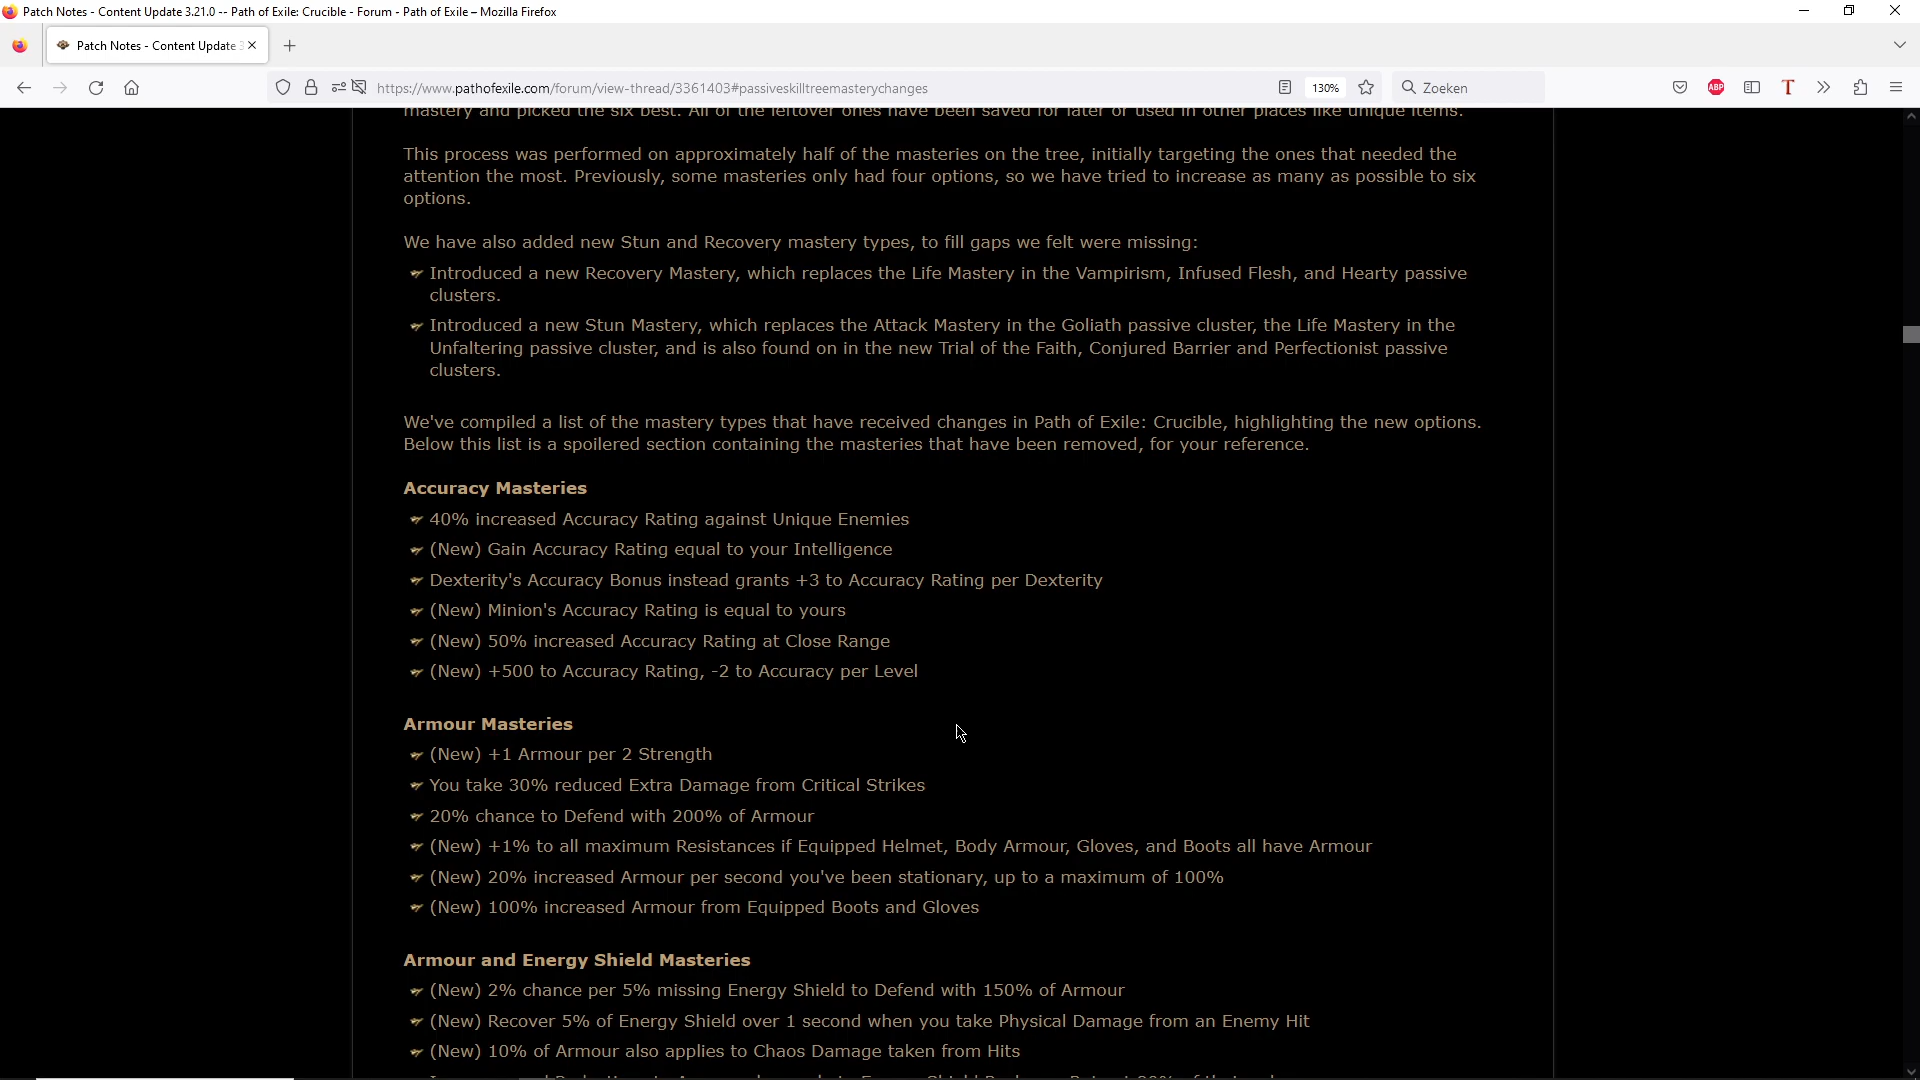 Patch Notes - Content Update 3.21.0 -- Path of Exile: Crucible - Forum - Path of Exile – Mozilla Firefox
Patch Notes - Content Update 3
https://www.pathofexile.com/forum/view-thread/3361403#passiveskilltreemasterychanges
130%
Zoeken
ABP
T
mastery and picked the six best. All of the leftover ones have been saved for later or used in other places like unique items.
This process was performed on approximately half of the masteries on the tree, initially targeting the ones that needed the
attention the most. Previously, some masteries only had four options, so we have tried to increase as many as possible to six
options.
We have also added new Stun and Recovery mastery types, to fill gaps we felt were missing:
Introduced a new Recovery Mastery, which replaces the Life Mastery in the Vampirism, Infused Flesh, and Hearty passive
clusters.
Introduced a new Stun Mastery, which replaces the Attack Mastery in the Goliath passive cluster, the Life Mastery in the
Unfaltering passive cluster, and is also found on in the new Trial of the Faith, Conjured Barrier and Perfectionist passive
clusters.
We've compiled a list of the mastery types that have received changes in Path of Exile: Crucible, highlighting the new options.
Below this list is a spoilered section containing the masteries that have been removed, for your reference.
Accuracy Masteries
40% increased Accuracy Rating against Unique Enemies
(New) Gain Accuracy Rating equal to your Intelligence
Dexterity's Accuracy Bonus instead grants +3 to Accuracy Rating per Dexterity
(New) Minion's Accuracy Rating is equal to yours
(New) 50% increased Accuracy Rating at Close Range
(New) +500 to Accuracy Rating, -2 to Accuracy per Level
Armour Masteries
(New) +1 Armour per 2 Strength
You take 30% reduced Extra Damage from Critical Strikes
20% chance to Defend with 200% of Armour
(New) +1% to all maximum Resistances if Equipped Helmet, Body Armour, Gloves, and Boots all have Armour
(New) 20% increased Armour per second you've been stationary, up to a maximum of 100%
(New) 100% increased Armour from Equipped Boots and Gloves
Armour and Energy Shield Masteries
(New) 2% chance per 5% missing Energy Shield to Defend with 150% of Armour
(New) Recover 5% of Energy Shield over 1 second when you take Physical Damage from an Enemy Hit
(New) 10% of Armour also applies to Chaos Damage taken from Hits